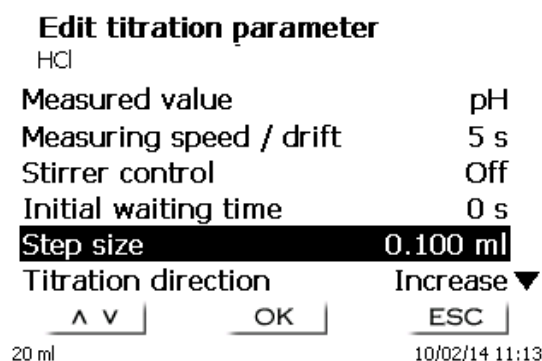 Edit titration parameter
HCl
Measured value pH
Measuring speed / drift 5 s
Stirrer control Off
Initial waiting time 0 s
Step size 0.100 ml
Titration direction Increase ▼
∧ ∨ OK ESC
20 ml 10/02/14 11:13